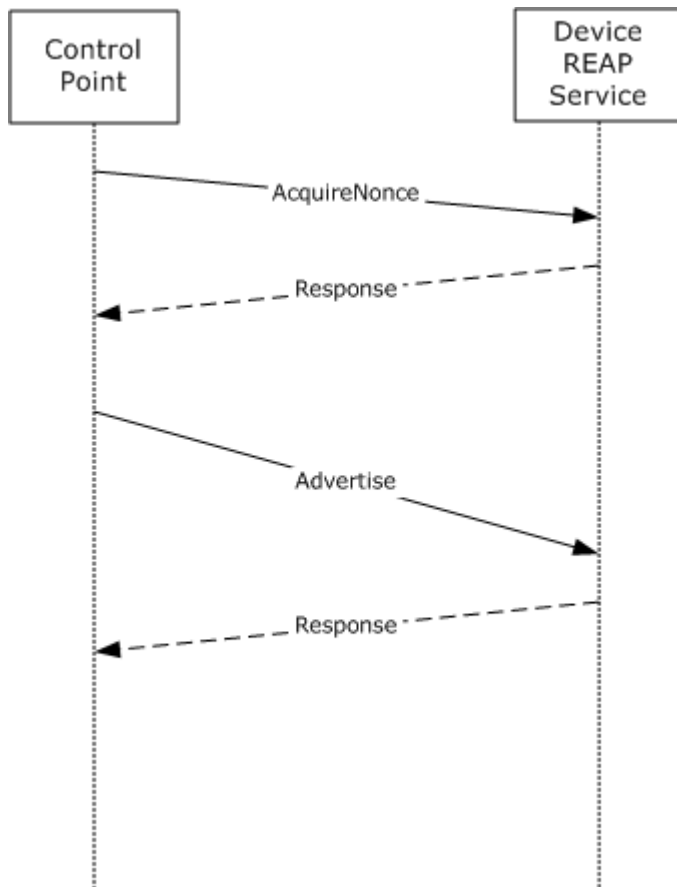 Control
Point
Device
REAP
Service
AcquireNonce
Response
Advertise
Response